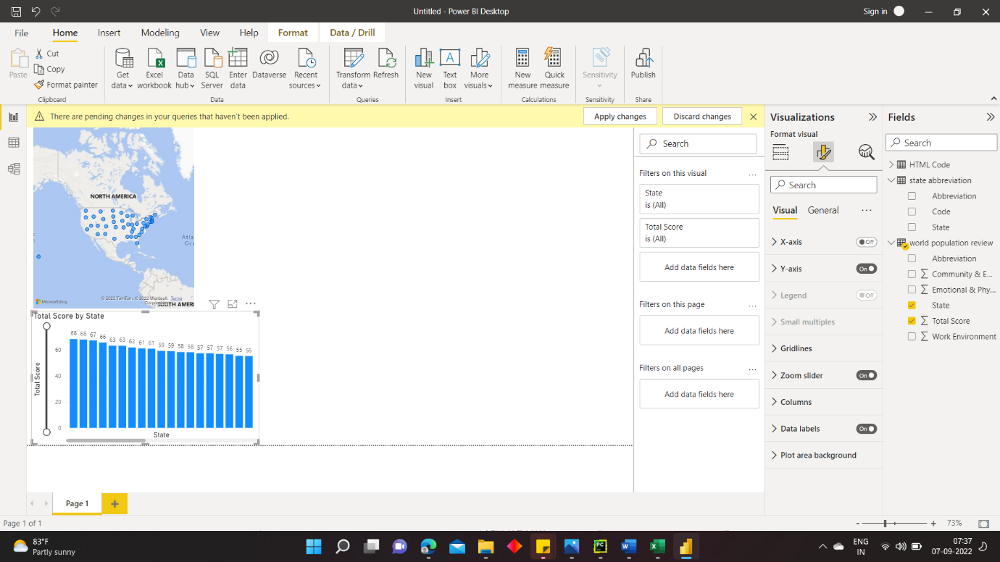 Untitled - Power BI Desktop
Sign in
File Home Insert Modeling View Help Format Data / Drill
Paste
Cut
Copy
Format painter
Clipboard
Get data
Excel workbook
Data hub
SQL Server
Enter data
Dataverse
Recent sources
Data
Transform data
Refresh
Queries
New visual
Text box
More visuals
Insert
New measure
Quick measure
Calculations
Sensitivity
Sensitivity
Publish
Share
There are pending changes in your queries that haven't been applied.
Apply changes
Discard changes
NORTH AMERICA
Microsoft Bing
© 2022 TomTom, © 2022 Microsoft Corporation Terms
SOUTH AMERI
Total Score by State
68 68 67 66 63 63 62 61 61 59 59 58 58 57 57 57 56 55 55
Total Score
60
40
20
0
State
Search
Filters on this visual
...
State
is (All)
Total Score
is (All)
Add data fields here
Filters on this page
...
Add data fields here
Filters on all pages
...
Add data fields here
Visualizations
Format visual
Search
Visual General ...
X-axis Off
Y-axis On
Legend Off
Small multiples
Gridlines
Zoom slider On
Columns
Data labels On
Plot area background
Fields
Search
HTML Code
state abbreviation
Abbreviation
Code
State
world population review
Abbreviation
∑ Community & E...
∑ Emotional & Phy...
State
∑ Total Score
∑ Work Environment
Page 1
+
Page 1 of 1
- + 73%
83°F
Partly sunny
ENG
IN
07:37
07-09-2022